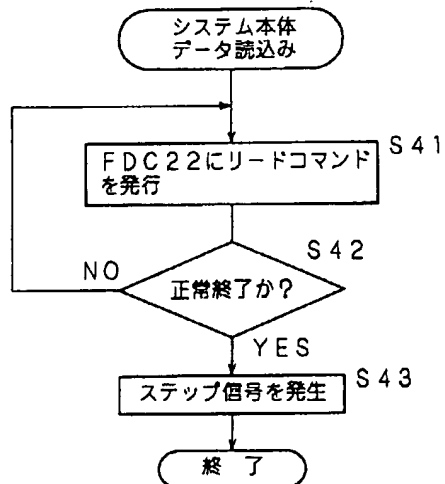 システム本体
データ読込み
FDC22にリードコマンド
を発行
S41
正常終了か?
S42
NO
YES
ステップ信号を発生
S43
終 了